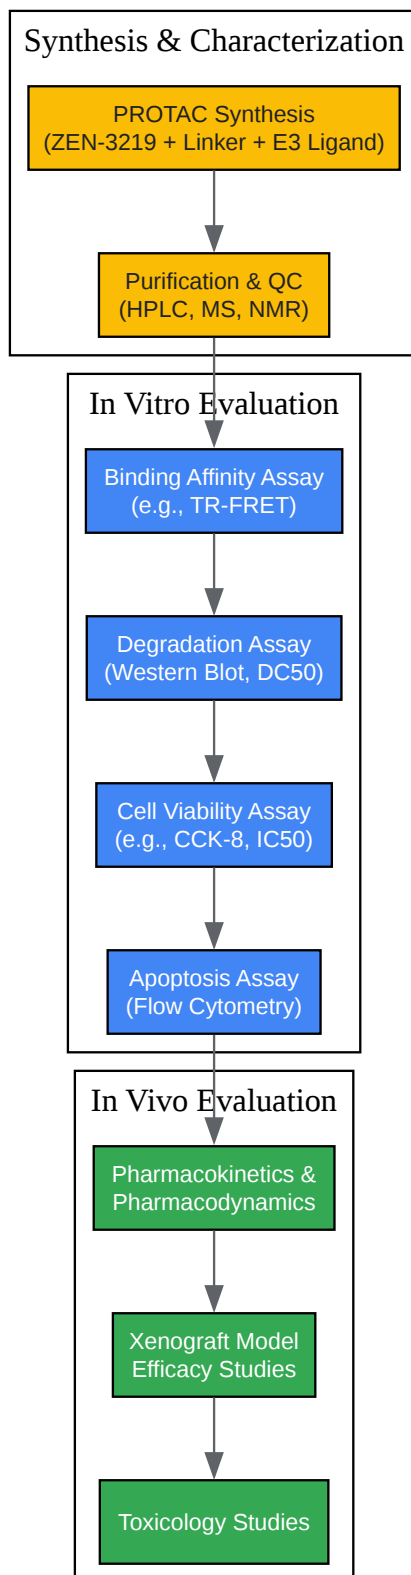 Synthesis & Characterization
PROTAC Synthesis
(ZEN-3219 + Linker + E3 Ligand)
Purification & QC
(HPLC, MS, NMR)
In Vitro Evaluation
Binding Affinity Assay
(e.g., TR-FRET)
Degradation Assay
(Western Blot, DC50)
Cell Viability Assay
(e.g., CCK-8, IC50)
Apoptosis Assay
(Flow Cytometry)
In Vivo Evaluation
Pharmacokinetics &
Pharmacodynamics
Xenograft Model
Efficacy Studies
Toxicology Studies